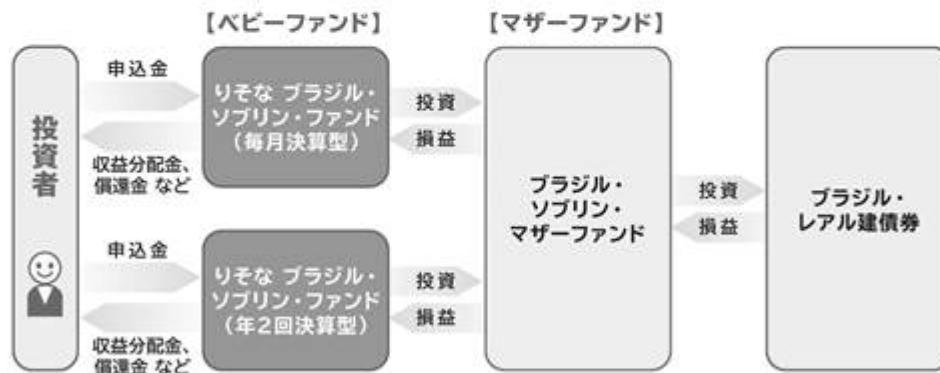 【ベビーファンド】
【マザーファンド】
投資者
申込金
収益分配金、
償還金 など
りそな ブラジル・
ソブリン・ファンド
（毎月決算型）
投資
損益
申込金
収益分配金、
償還金 など
りそな ブラジル・
ソブリン・ファンド
（年2回決算型）
投資
損益
ブラジル・
ソブリン・
マザーファンド
投資
損益
ブラジル・
レアル建債券